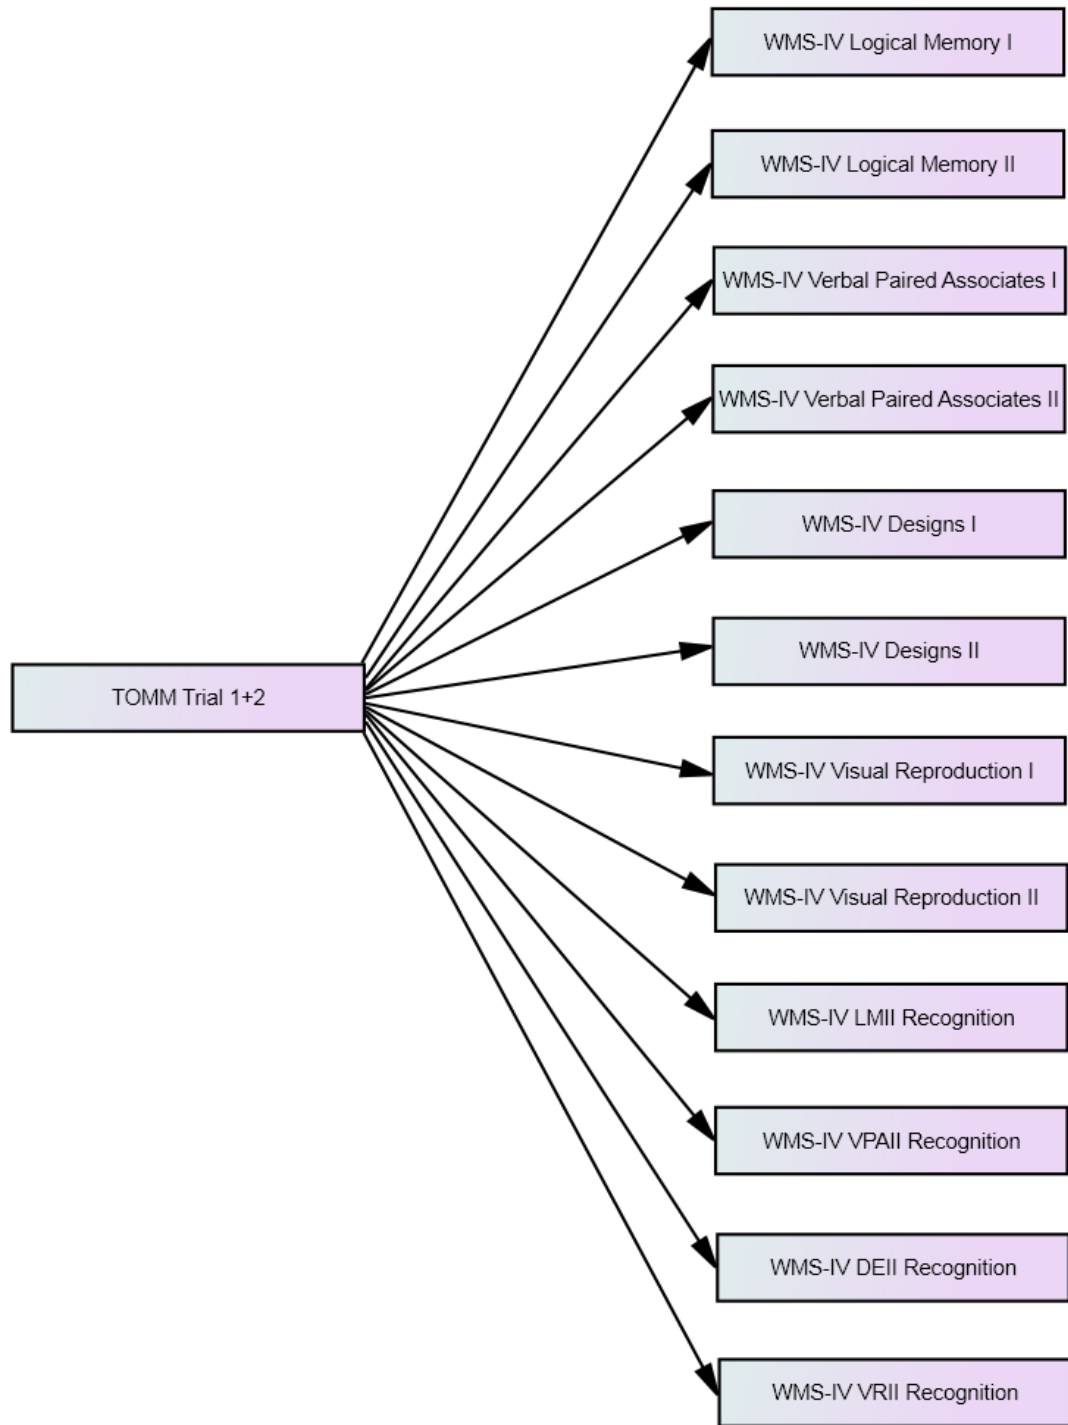 WMS-IV Logical Memory I
WMS-IV Logical Memory II
WMS-IV Verbal Paired Associates I
WMS-IV Verbal Paired Associates II
WMS-IV Designs I
WMS-IV Designs II
TOMM Trial 1+2
WMS-IV Visual Reproduction I
WMS-IV Visual Reproduction II
WMS-IV LMII Recognition
WMS-IV VPAII Recognition
WMS-IV DEII Recognition
WMS-IV VRII Recognition